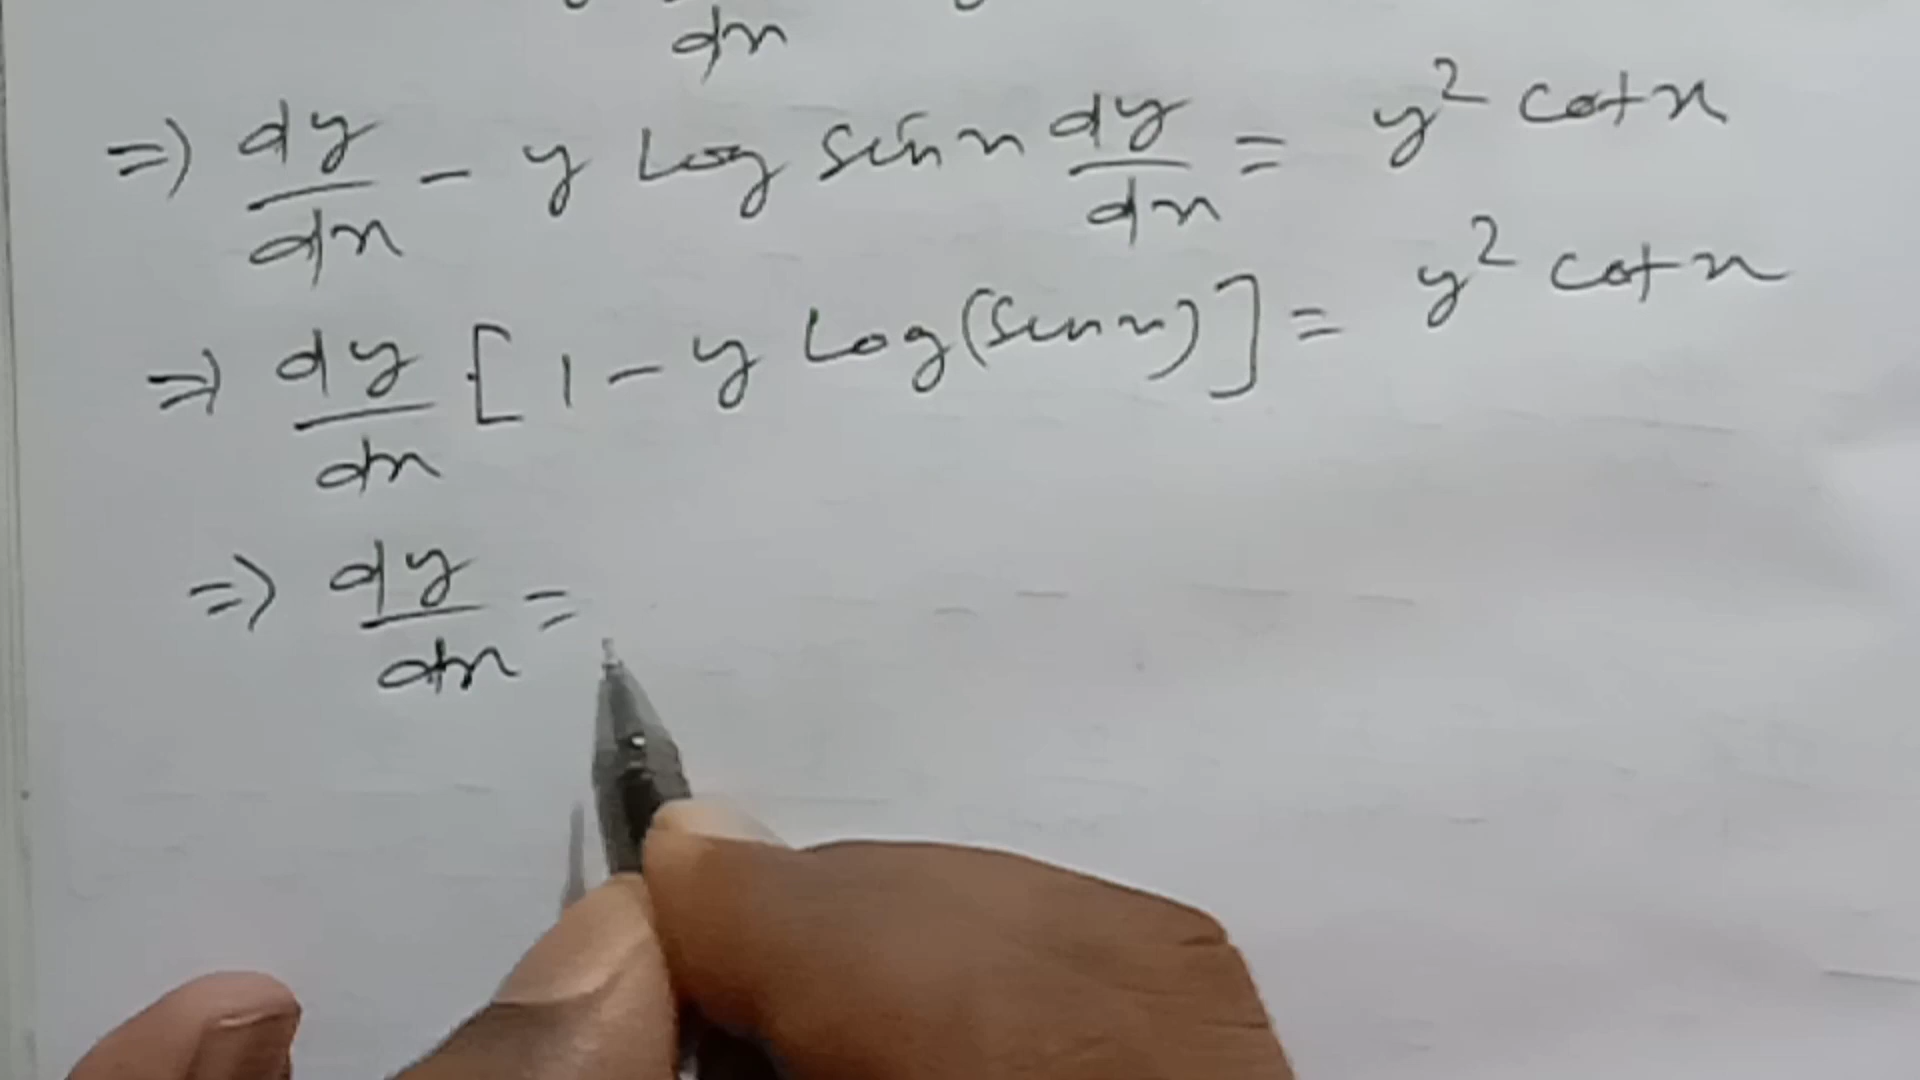 dx
=> dy/dx - y log sin x dy/dx = y² cot x
=> dy/dx [1 - y log(sin x)] = y² cot x
=> dy/dx =